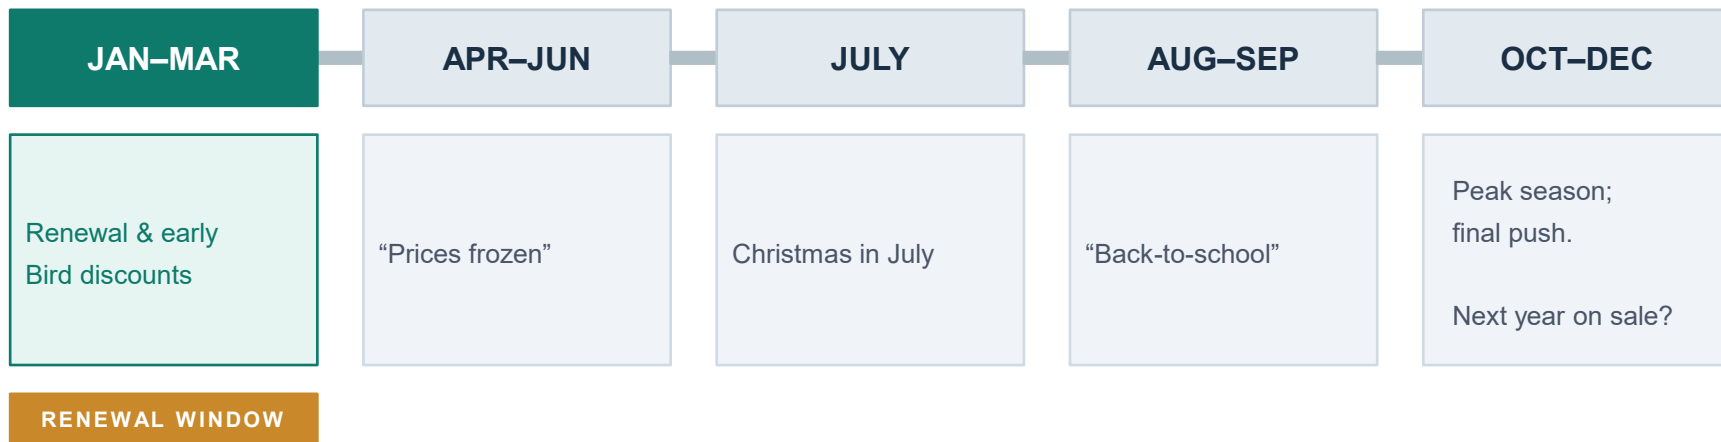 JAN–MAR
APR–JUN
JULY
AUG–SEP
OCT–DEC
Renewal & early
Bird discounts
“Prices frozen”
Christmas in July
“Back-to-school”
Peak season;
final push.
Next year on sale?
RENEWAL WINDOW